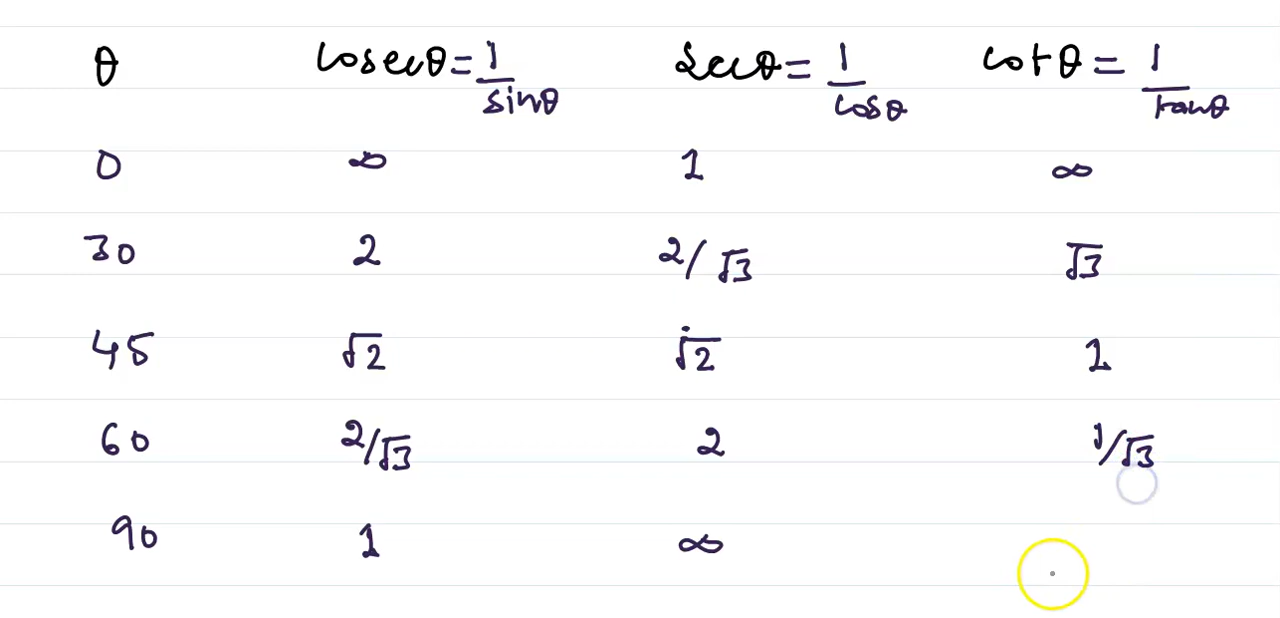 θ cosecθ = 1/sinθ secθ = 1/cosθ cotθ = 1/tanθ
0 ∞ 1 ∞
30 2 2/√3 √3
45 √2 √2 1
60 2/√3 2 1/√3
90 1 ∞